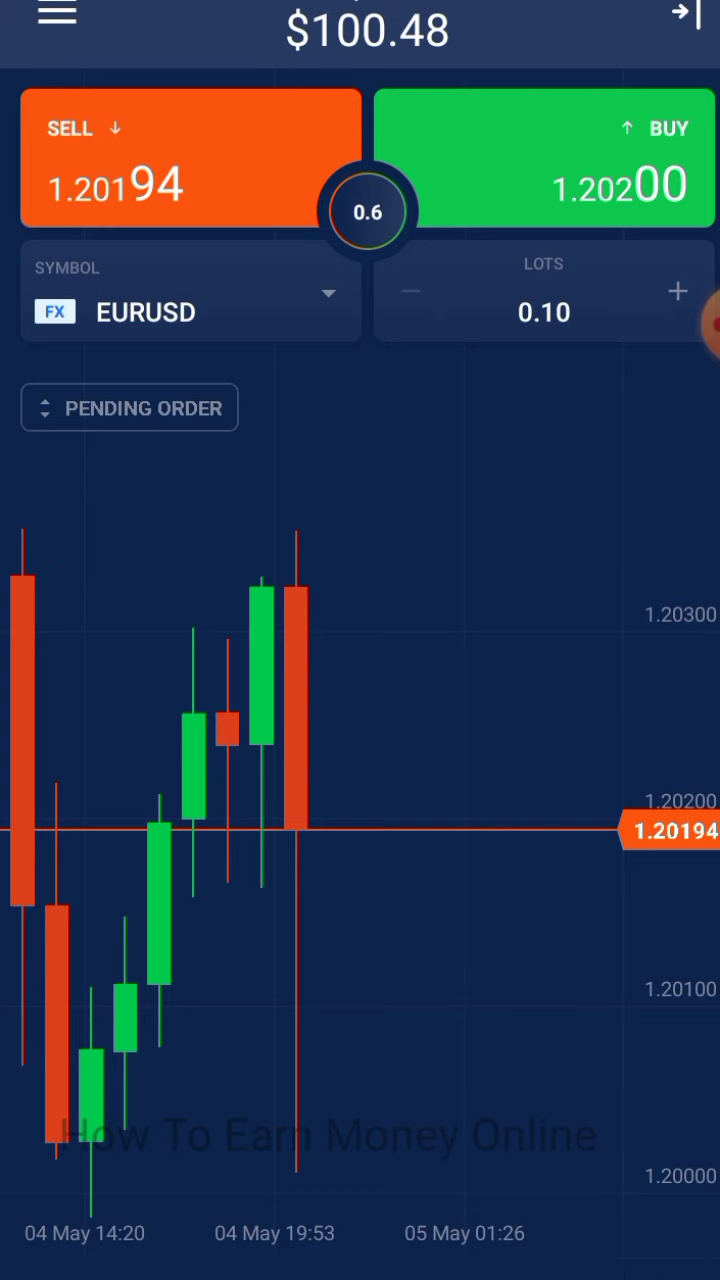 $100.48
SELL ↓
↑ BUY
1.20194
1.20200
0.6
SYMBOL
LOTS
FX EURUSD
− 0.10 +
PENDING ORDER
1.20300
1.20200
1.20194
1.20100
How To Earn Money Online
1.20000
04 May 14:20
04 May 19:53
05 May 01:26